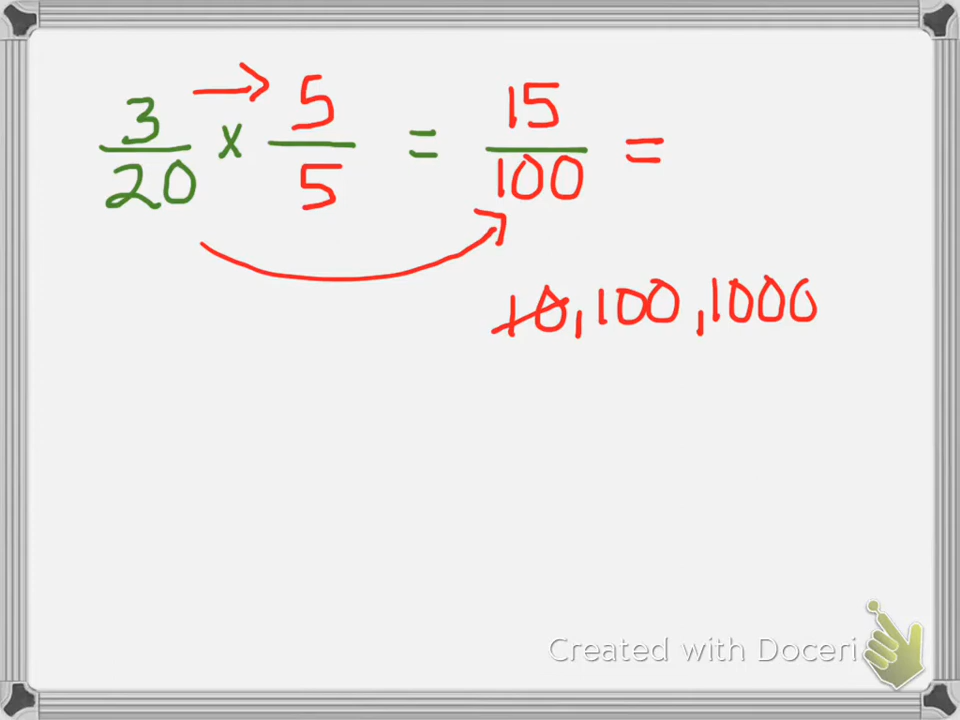 3/20 x 5/5 = 15/100 =
10, 100, 1000
Created with Doceri